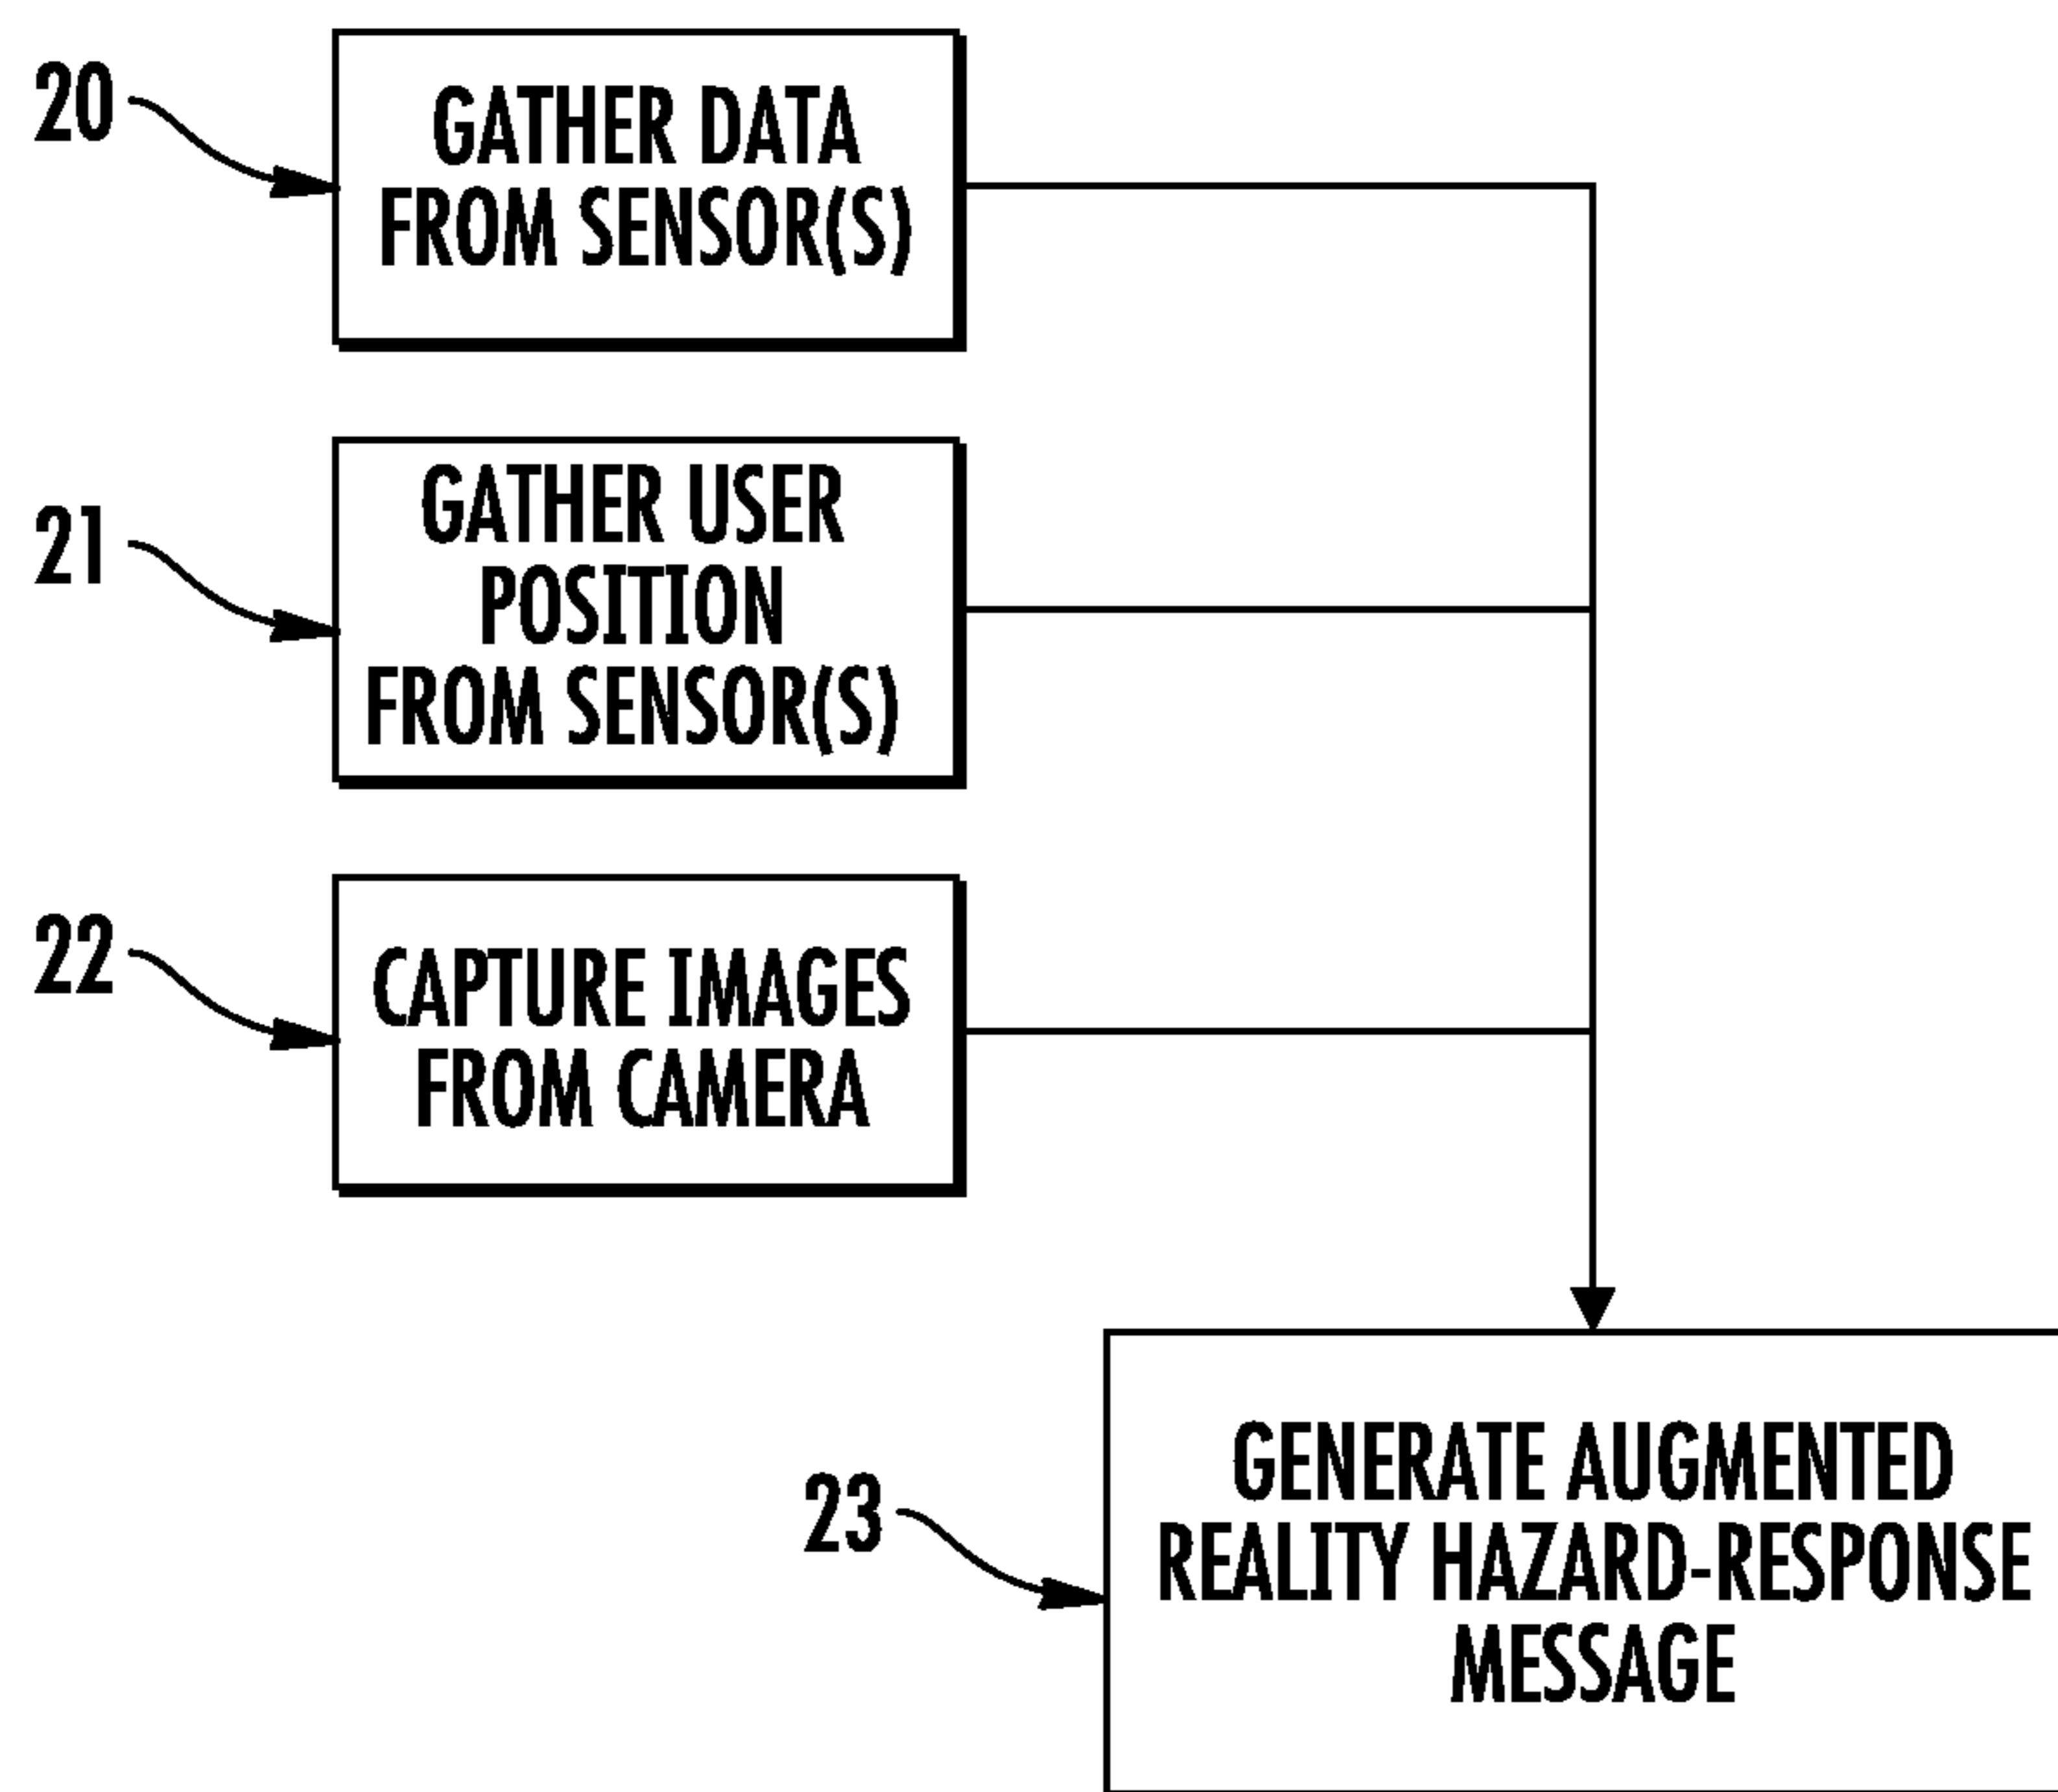 20
GATHER DATA
FROM SENSOR(S)
21
GATHER USER
POSITION
FROM SENSOR(S)
22
CAPTURE IMAGES
FROM CAMERA
23
GENERATE AUGMENTED
REALITY HAZARD-RESPONSE
MESSAGE